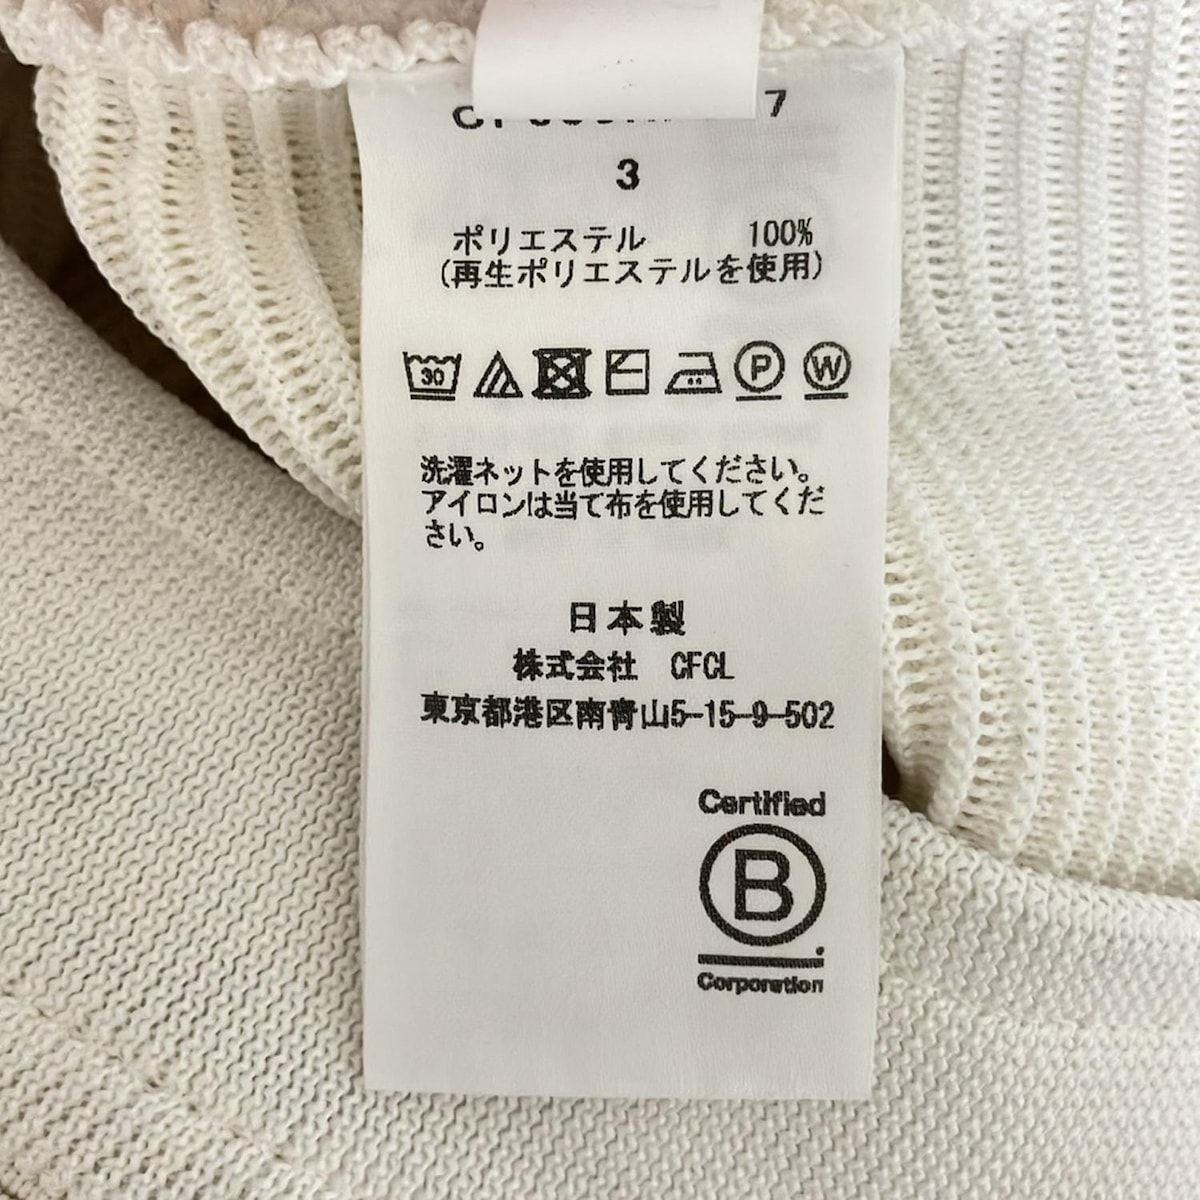 7
3
ポリエステル 100%
(再生ポリエステルを使用)
30 P W
洗濯ネットを使用してください。
アイロンは当て布を使用してくだ
さい。
日本製
株式会社 CFCL
東京都港区南青山5-15-9-502
Certified
B
Corporation